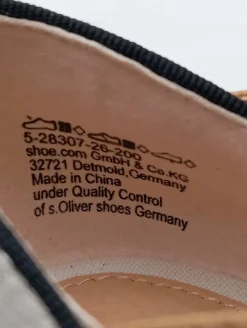 5-28307-26-200
shoe.com GmbH & Co.KG
32721 Detmold,Germany
Made in China
under Quality Control
of s.Oliver shoes Germany